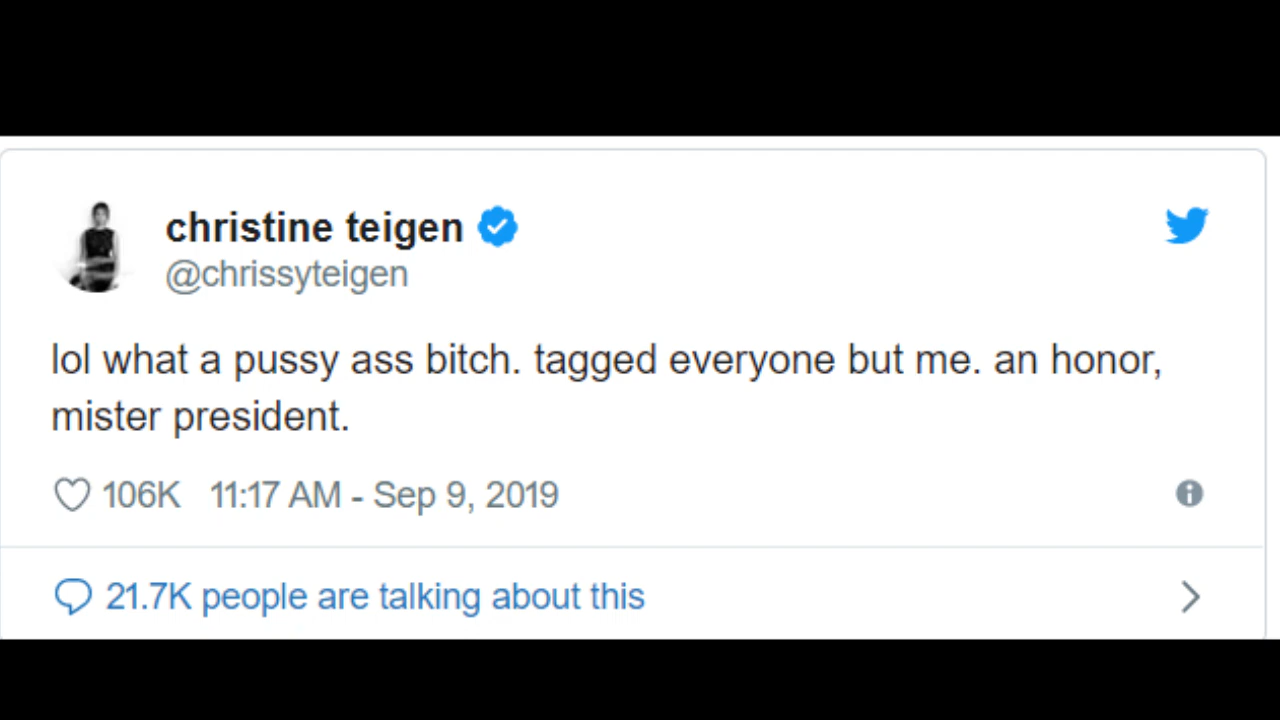 christine teigen
@chrissyteigen
lol what a pussy ass bitch. tagged everyone but me. an honor,
mister president.
106K 11:17 AM - Sep 9, 2019
21.7K people are talking about this